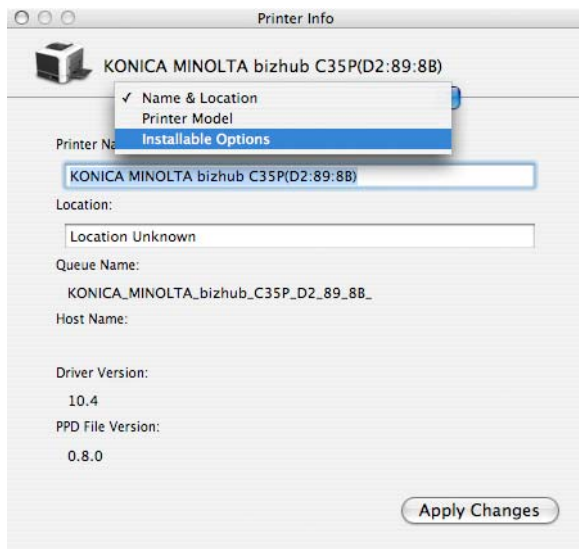 Printer Info
KONICA MINOLTA bizhub C35P(D2:89:8B)
✓ Name & Location
Printer Model
Installable Options
Printer Na
KONICA MINOLTA bizhub C35P(D2:89:8B)
Location:
Location Unknown
Queue Name:
KONICA_MINOLTA_bizhub_C35P_D2_89_8B_
Host Name:
Driver Version:
10.4
PPD File Version:
0.8.0
Apply Changes